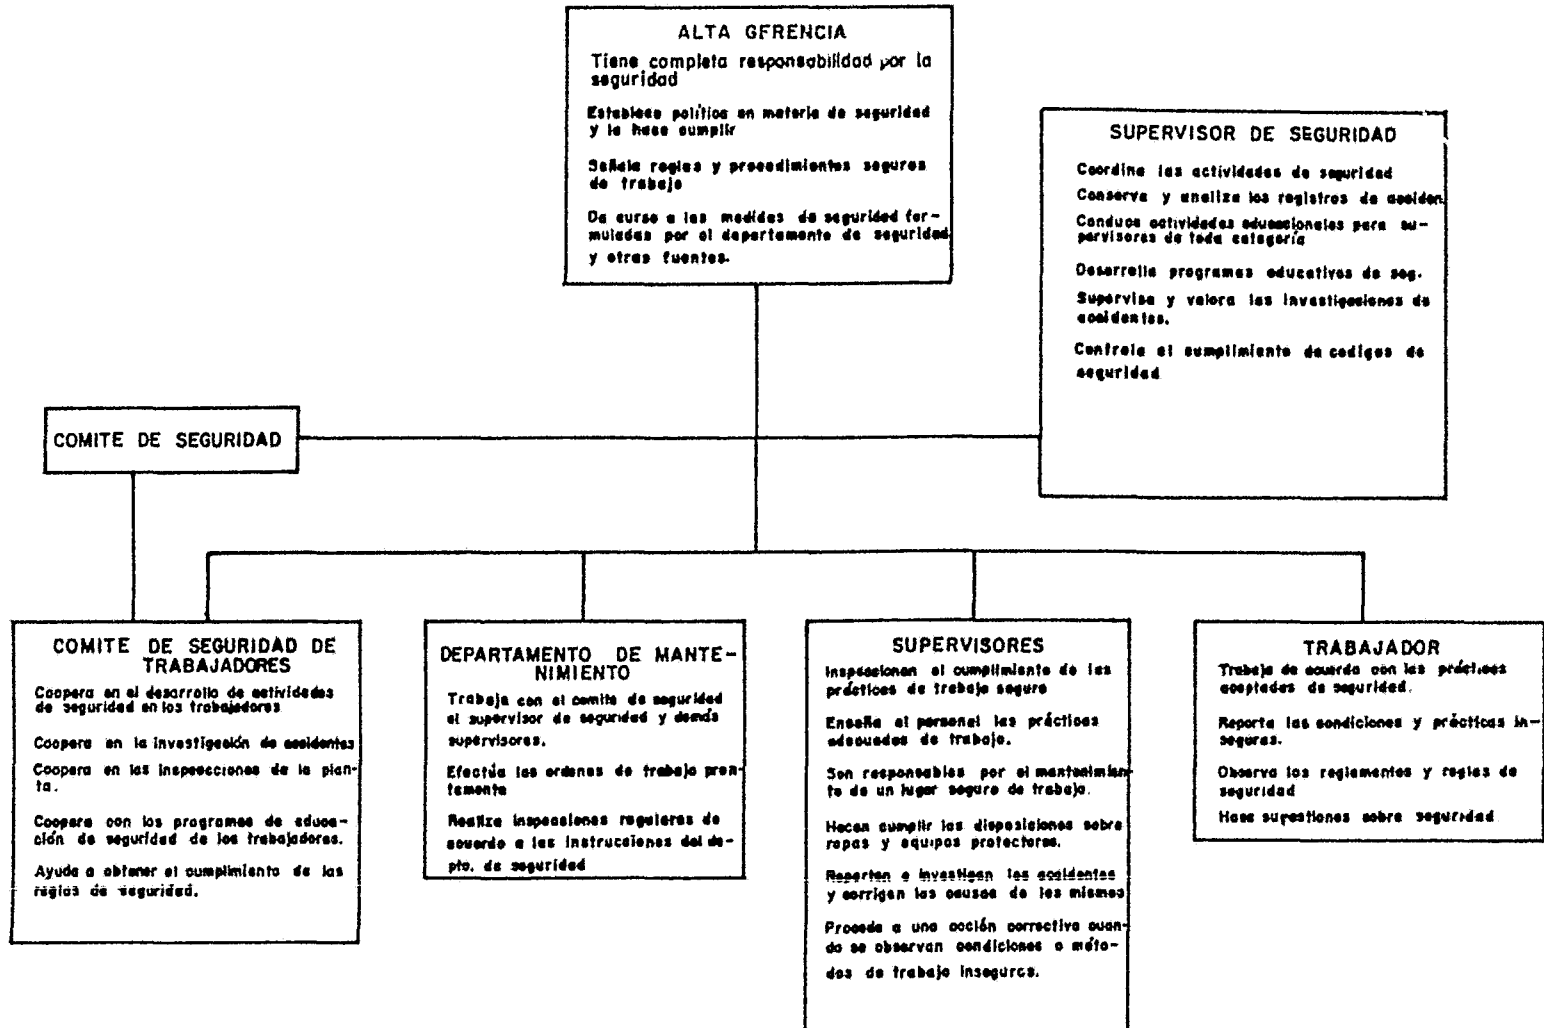 ALTA GERENCIA
Tiene completa responsabilidad por la
seguridad
Establece política en materia de seguridad
y la hace cumplir
Señala reglas y procedimientos seguros
de trabajo
Da curso a las medidas de seguridad for-
muladas por el departamento de seguridad
y otras fuentes.
SUPERVISOR DE SEGURIDAD
Coordina las actividades de seguridad
Conserva y analiza los registros de acciden.
Conduce actividades educacionales para su-
pervisores de toda categoría
Desarrolla programas educativos de seg.
Supervisa y valora las investigaciones de
accidentes.
Controla el cumplimiento de codigos de
seguridad
COMITE DE SEGURIDAD
COMITE DE SEGURIDAD DE
TRABAJADORES
Coopera en el desarrollo de actividades
de seguridad en los trabajadores
Coopera en la investigación de accidentes
Coopera en las inspecciones de la plan-
ta.
Coopera con los programas de educa-
ción de seguridad de los trabajadores.
Ayuda a obtener el cumplimiento de las
reglas de seguridad.
DEPARTAMENTO DE MANTE-
NIMIENTO
Trabaja con el comite de seguridad
el supervisor de seguridad y demás
supervisores.
Efectúa las ordenes de trabajo pron-
tamente
Realiza inspecciones regulares de
acuerdo a las instrucciones del de-
pto. de seguridad
SUPERVISORES
Inspeccionan el cumplimiento de las
prácticas de trabajo seguro
Enseña al personal las prácticas
adecuadas de trabajo.
Son responsables por el mantenimien-
to de un lugar seguro de trabajo.
Hacen cumplir las disposiciones sobre
ropas y equipos protectores.
Reportan e investigan los accidentes
y corrigen las causas de los mismos
Procede a una acción correctiva cuan-
do se observan condiciones o méto-
dos de trabajo inseguros.
TRABAJADOR
Trabaja de acuerdo con las prácticas
aceptadas de seguridad.
Reporta las condiciones y prácticas in-
seguras.
Observa los reglamentos y reglas de
seguridad
Hace sugestiones sobre seguridad